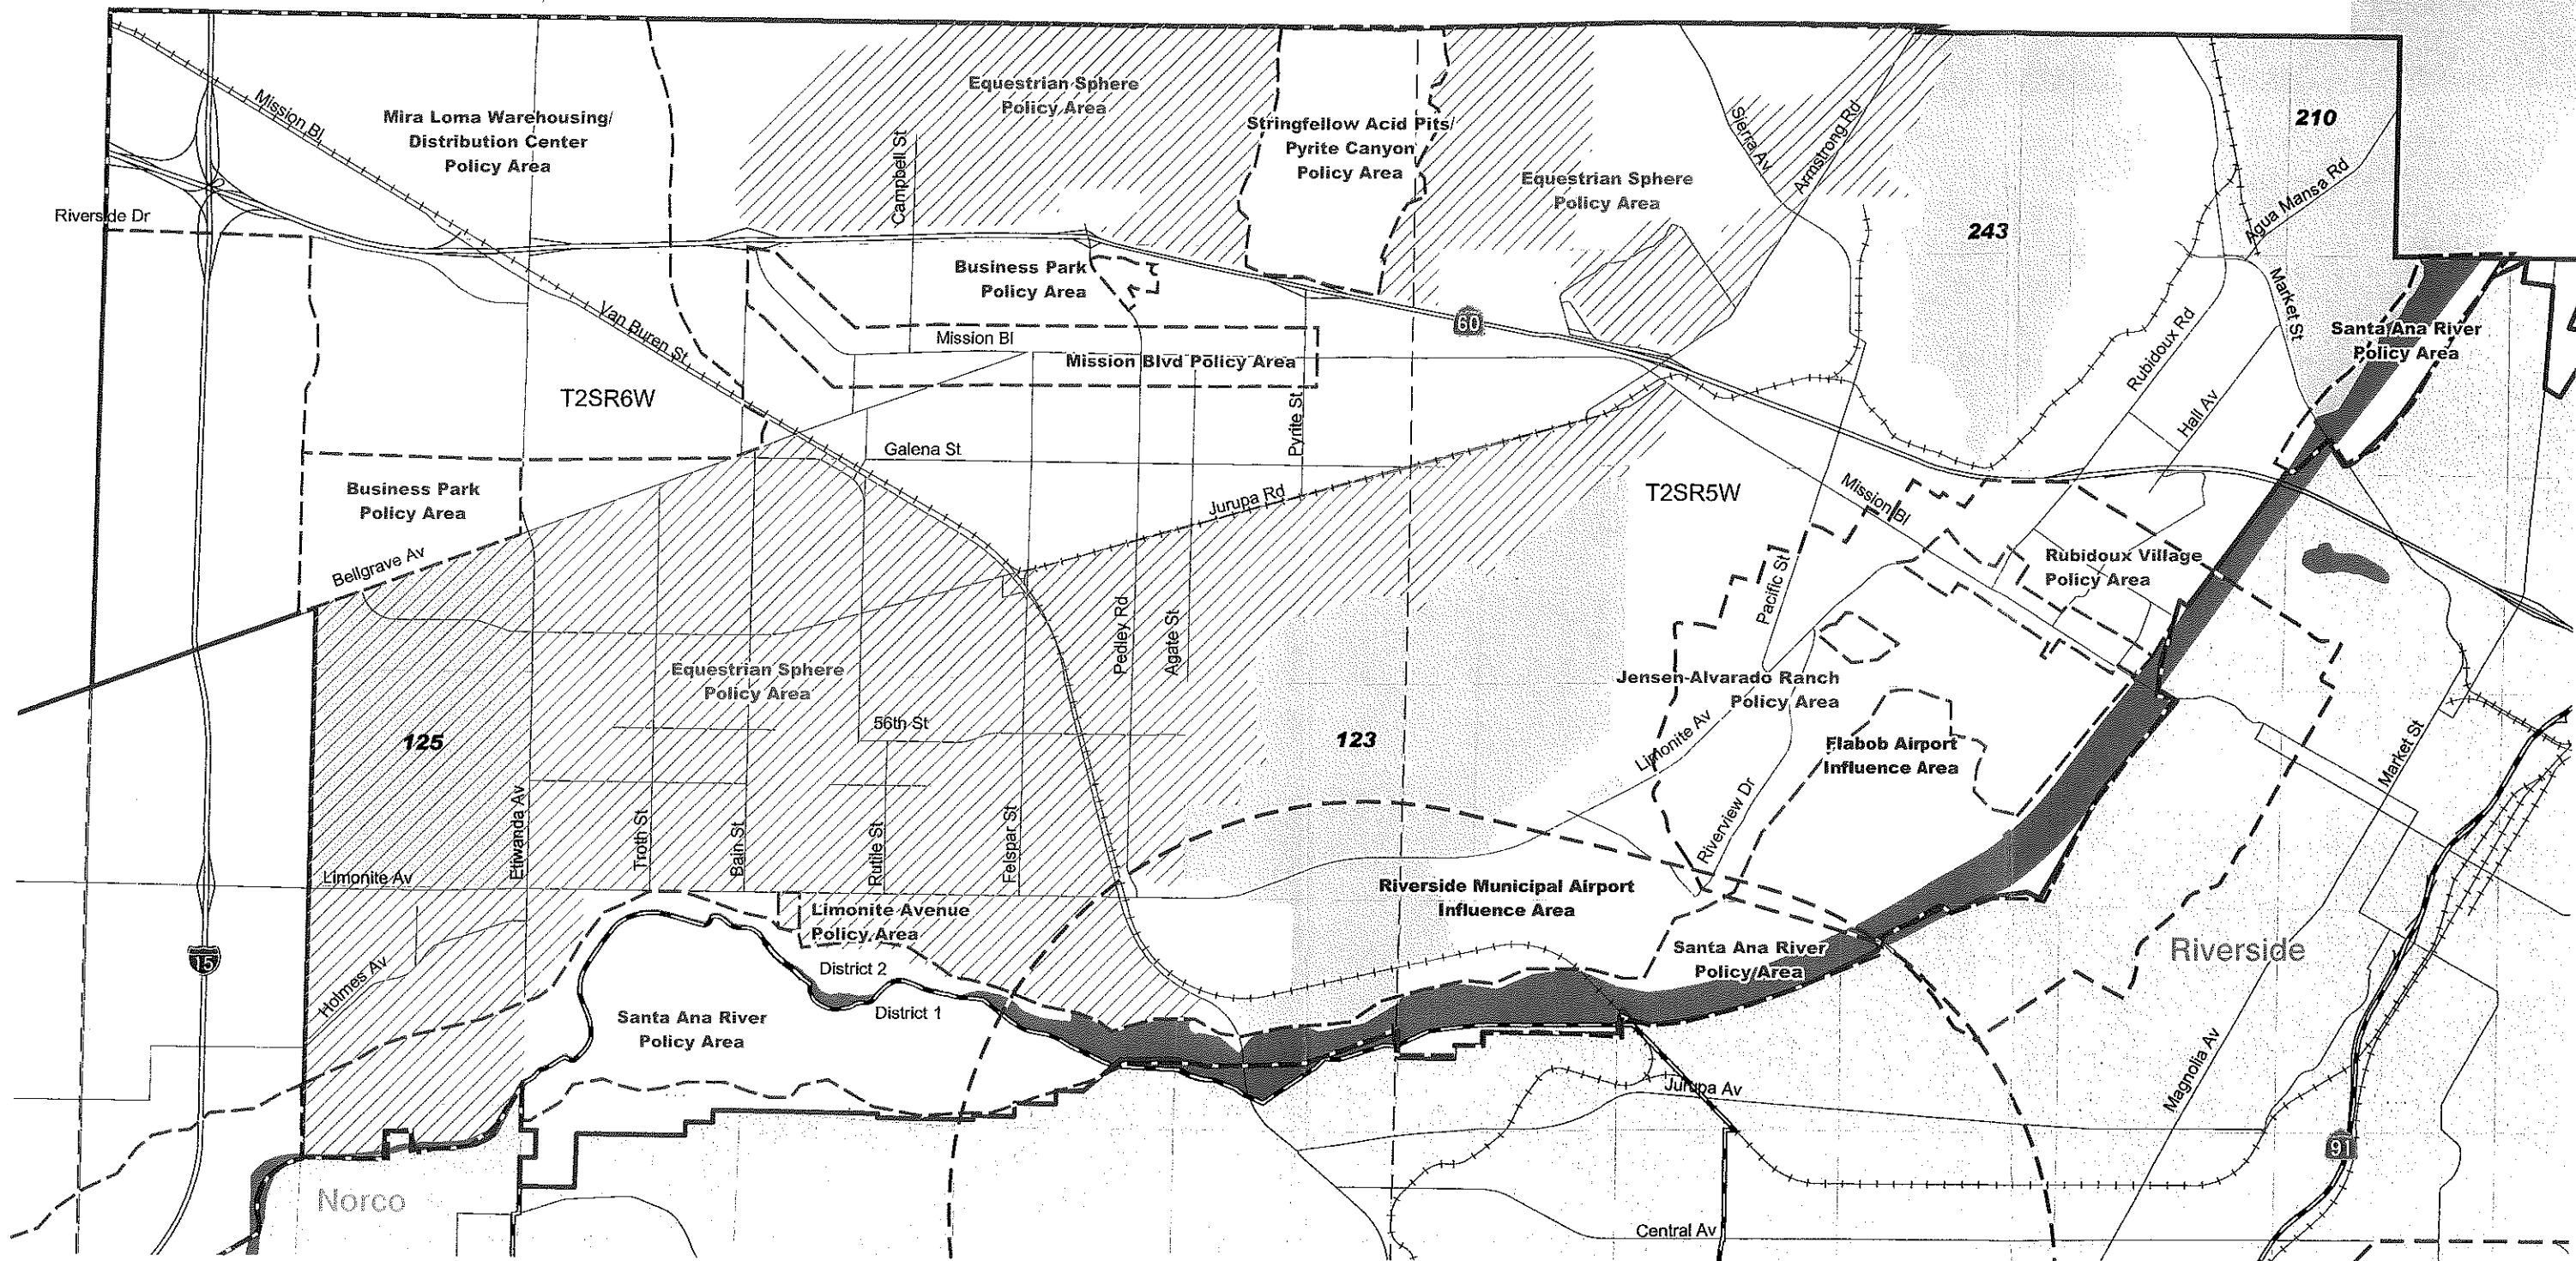 Equestrian Sphere
Policy Area
Mission Bl
Mira Loma Warehousing/
Distribution Center
Policy Area
Campbell St
Stringfellow Acid Pits/
Pyrite Canyon
Policy Area
Sierra Av
Armstrong Rd
210
Equestrian Sphere
Policy Area
Agua Mansa Rd
Riverside Dr
243
Business Park
Policy Area
Market St
Van Buren St
60
Mission Bl
Mission Blvd Policy Area
Santa Ana River
Policy Area
Rubidoux Rd
T2SR6W
Hall Av
Pyrite St
Galena St
Business Park
Policy Area
Jurupa Rd
T2SR5W
Mission Bl
Bellgrave Av
Rubidoux Village
Policy Area
Pacific St
Pedley Rd
Agate St
Equestrian Sphere
Policy Area
Jensen-Alvarado Ranch
Policy Area
56th St
125
123
Limonite Av
Flabob Airport
Influence Area
Market St
Etiwanda Av
Troth St
Bain St
Rutile St
Felspar St
Riverview Dr
Limonite Av
Riverside Municipal Airport
Influence Area
Limonite Avenue
Policy Area
15
Holmes Av
District 2
Santa Ana River
Policy Area
Riverside
District 1
Santa Ana River
Policy Area
Jurupa Av
Magnolia Av
91
Norco
Central Av